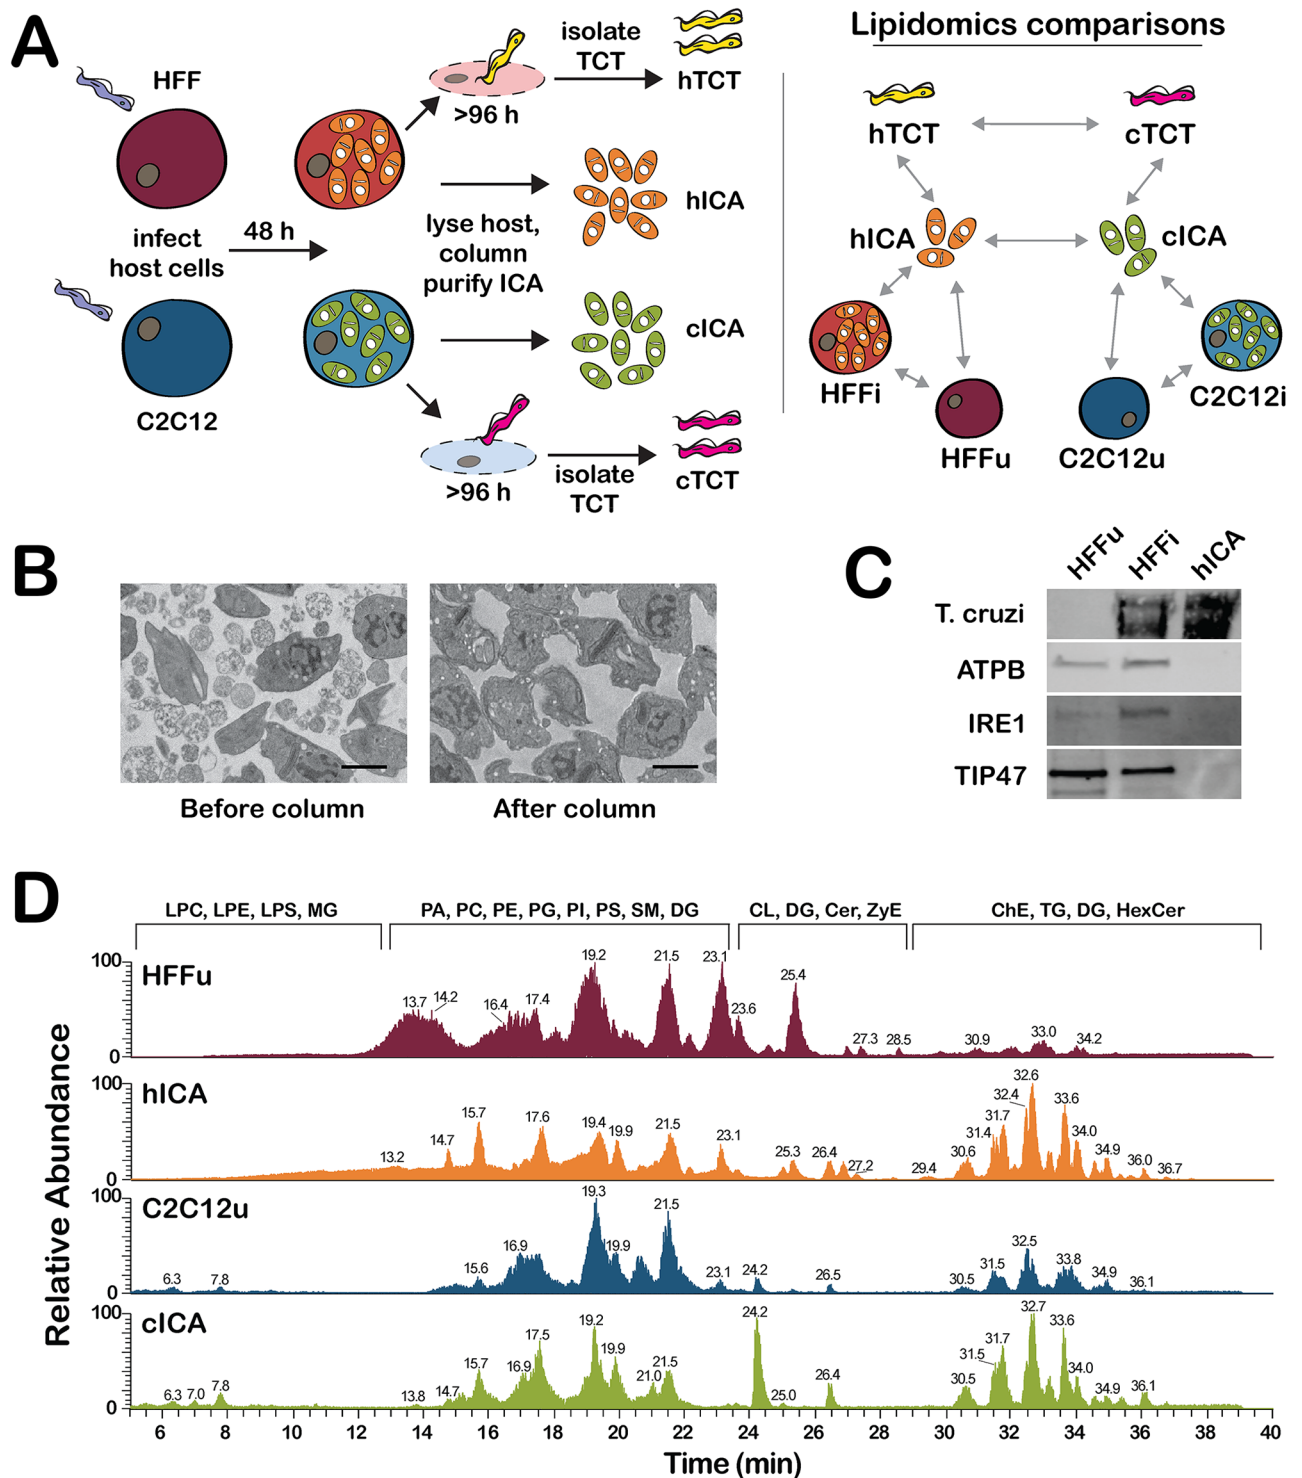 A
HFF
infect
host cells
C2C12
48 h
>96 h
isolate
TCT
hTCT
hICA
lyse host,
column
purify ICA
cICA
>96 h
isolate
TCT
cTCT
Lipidomics comparisons
hTCT
cTCT
hICA
cICA
HFFi
C2C12i
HFFu
C2C12u
B
Before column
After column
C
HFFu
HFFi
hICA
T. cruzi
ATPB
IRE1
TIP47
D
LPC, LPE, LPS, MG
PA, PC, PE, PG, PI, PS, SM, DG
CL, DG, Cer, ZyE
ChE, TG, DG, HexCer
Relative Abundance
100
0
HFFu
13.7
14.2
16.4
17.4
19.2
21.5
23.1
23.6
25.4
27.3
28.5
30.9
33.0
34.2
100
0
hICA
13.2
14.7
15.7
17.6
19.4
19.9
21.5
23.1
25.3
26.4
27.2
29.4
30.6
31.4
31.7
32.4
32.6
33.6
34.0
34.9
36.0
36.7
100
0
C2C12u
6.3
7.8
15.6
16.9
19.3
19.9
21.5
23.1
24.2
26.5
30.5
31.5
32.5
33.8
34.9
36.1
100
0
cICA
6.3
7.0
7.8
13.8
14.7
15.7
16.9
17.5
19.2
19.9
21.0
21.5
24.2
25.0
26.4
30.5
31.5
31.7
32.7
33.6
34.0
34.9
36.1
6 8 10 12 14 16 18 20 22 24 26 28 30 32 34 36 38 40
Time (min)